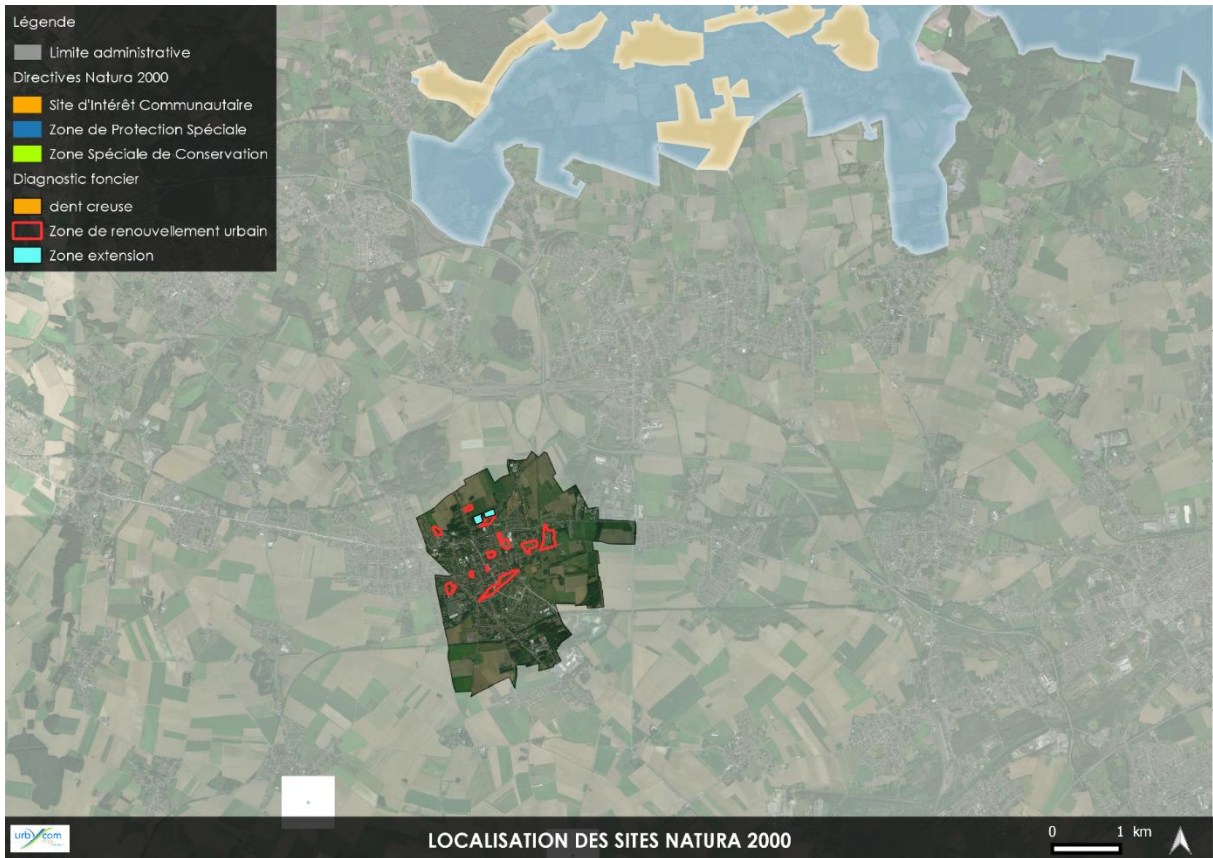 Légende
Limite administrative
Directives Natura 2000
Site d'Intérêt Communautaire
Zone de Protection Spéciale
Zone Spéciale de Conservation
Diagnostic foncier
dent creuse
Zone de renouvellement urbain
Zone extension
urbycom
LOCALISATION DES SITES NATURA 2000
0 1 km